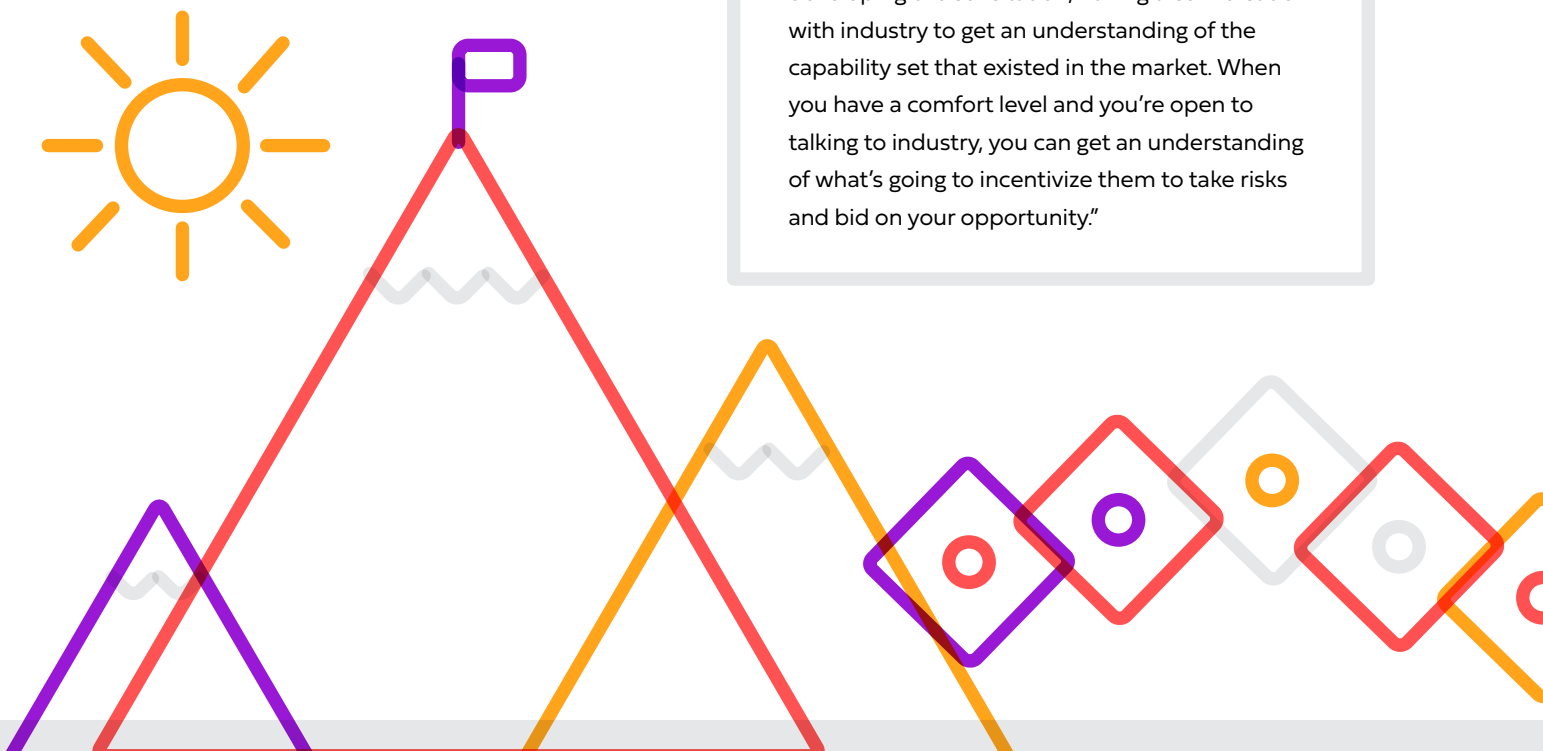 with industry to get an understanding of the
capability set that existed in the market. When
you have a comfort level and you’re open to
talking to industry, you can get an understanding
of what’s going to incentivize them to take risks
and bid on your opportunity.”